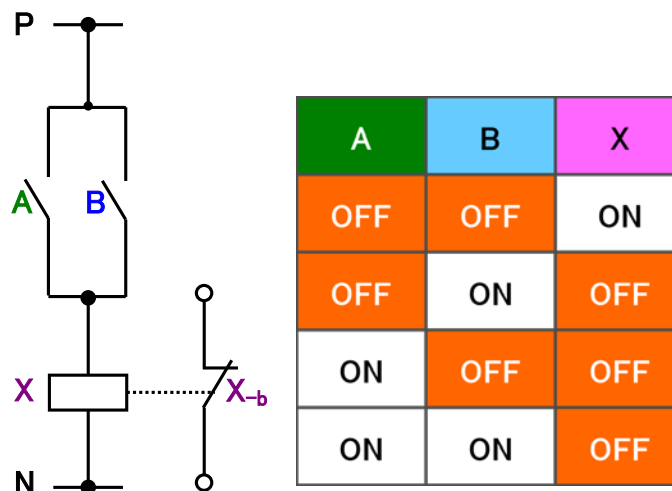 P
A
B
X
X-b
N
A B X
OFF OFF ON
OFF ON OFF
ON OFF OFF
ON ON OFF